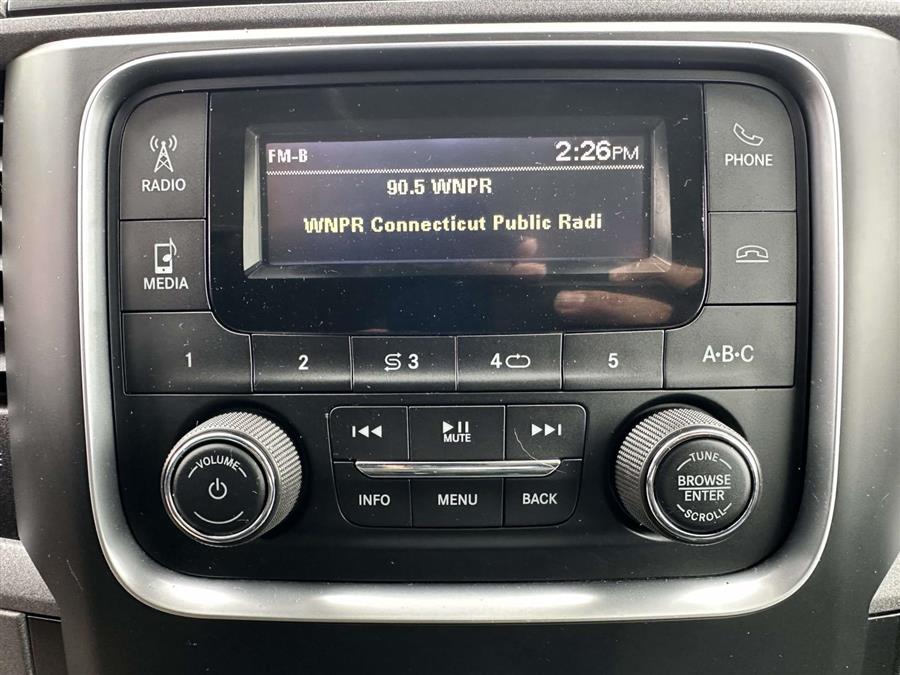 FM-B 2:26PM
90.5 WNPR
WNPR Connecticut Public Radi
RADIO
MEDIA
PHONE
1 2 3 4 5 A·B·C
MUTE
INFO MENU BACK
VOLUME
TUNE
BROWSE
ENTER
SCROLL